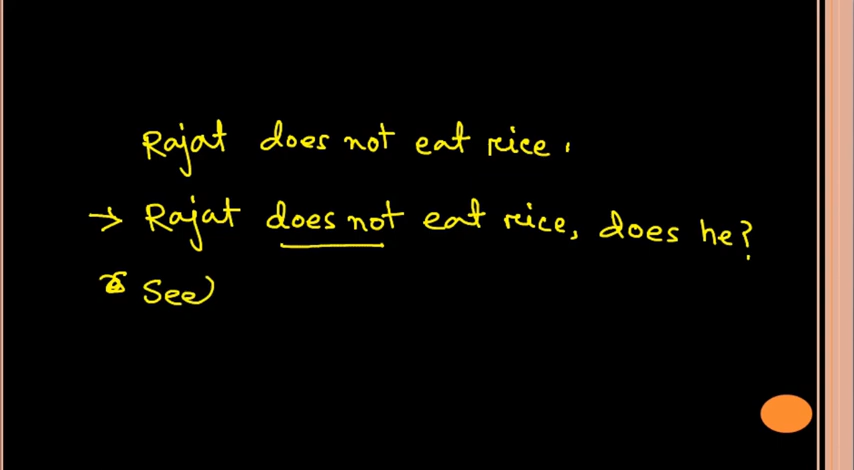 Rajat does not eat rice.
→ Rajat does not eat rice, does he?
* See